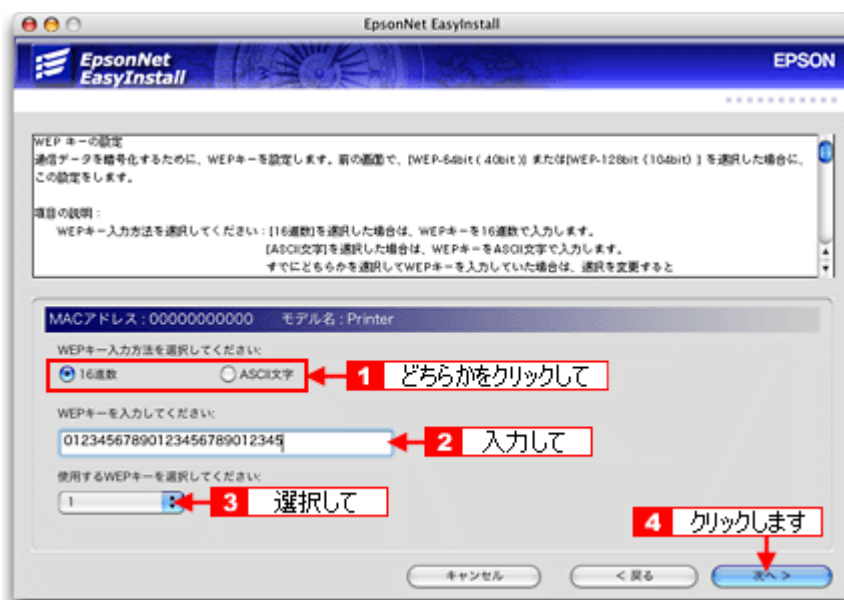 EpsonNet EasyInstall
EpsonNet
EasyInstall
EPSON
WEP キーの設定
通信データを暗号化するために、WEPキーを設定します。前の画面で、[WEP-64bit ( 40bit )] または[WEP-128bit (104bit) ] を選択した場合に、
この設定をします。
項目の説明 :
WEPキー入力方法を選択してください : [16進数]を選択した場合は、WEPキーを16進数で入力します。
[ASCII文字]を選択した場合は、WEPキーをASCII文字で入力します。
すでにどちらかを選択してWEPキーを入力していた場合は、選択を変更すると
MACアドレス : 00000000000 モデル名 : Printer
WEPキー入力方法を選択してください:
16進数 ASCII文字
1 どちらかをクリックして
WEPキーを入力してください:
01234567890123456789012345
2 入力して
使用するWEPキーを選択してください:
1
3 選択して
4 クリックします
キャンセル < 戻る 次へ >